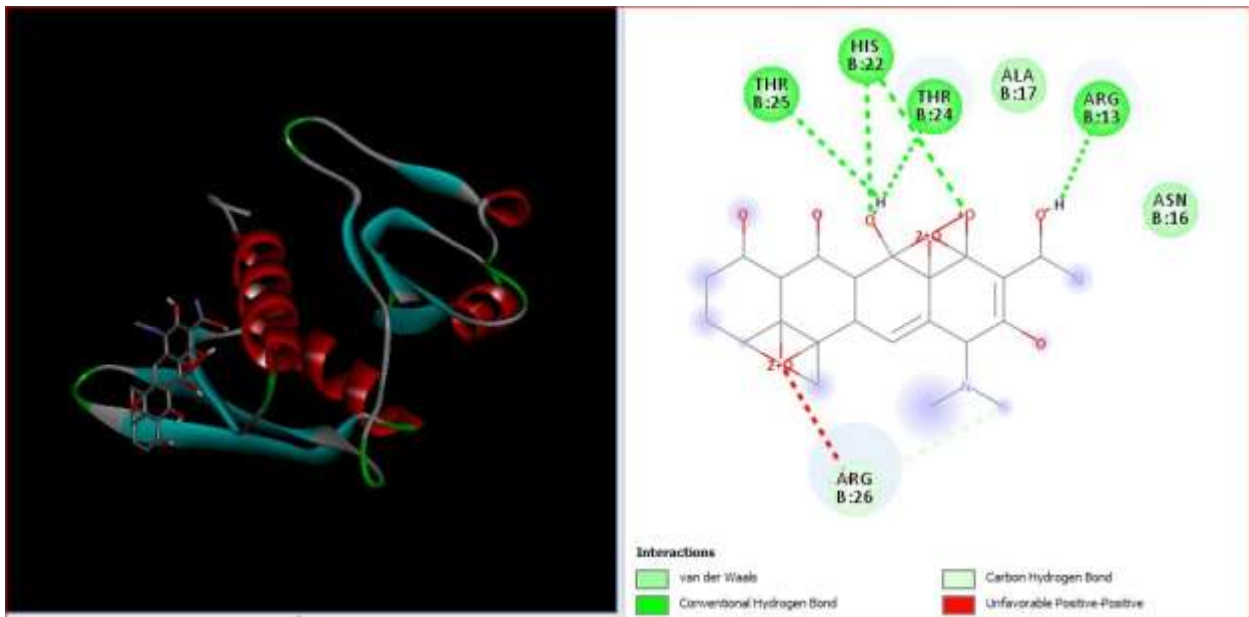 HIS
B:22
THR
B:25
THR
B:24
ALA
B:17
ARG
B:13
ASN
B:16
H
H
O
O
O
O
O
2+O
O
2+O
N
ARG
B:26
Interactions
van der Waals
Conventional Hydrogen Bond
Carbon Hydrogen Bond
Unfavorable Positive-Positive